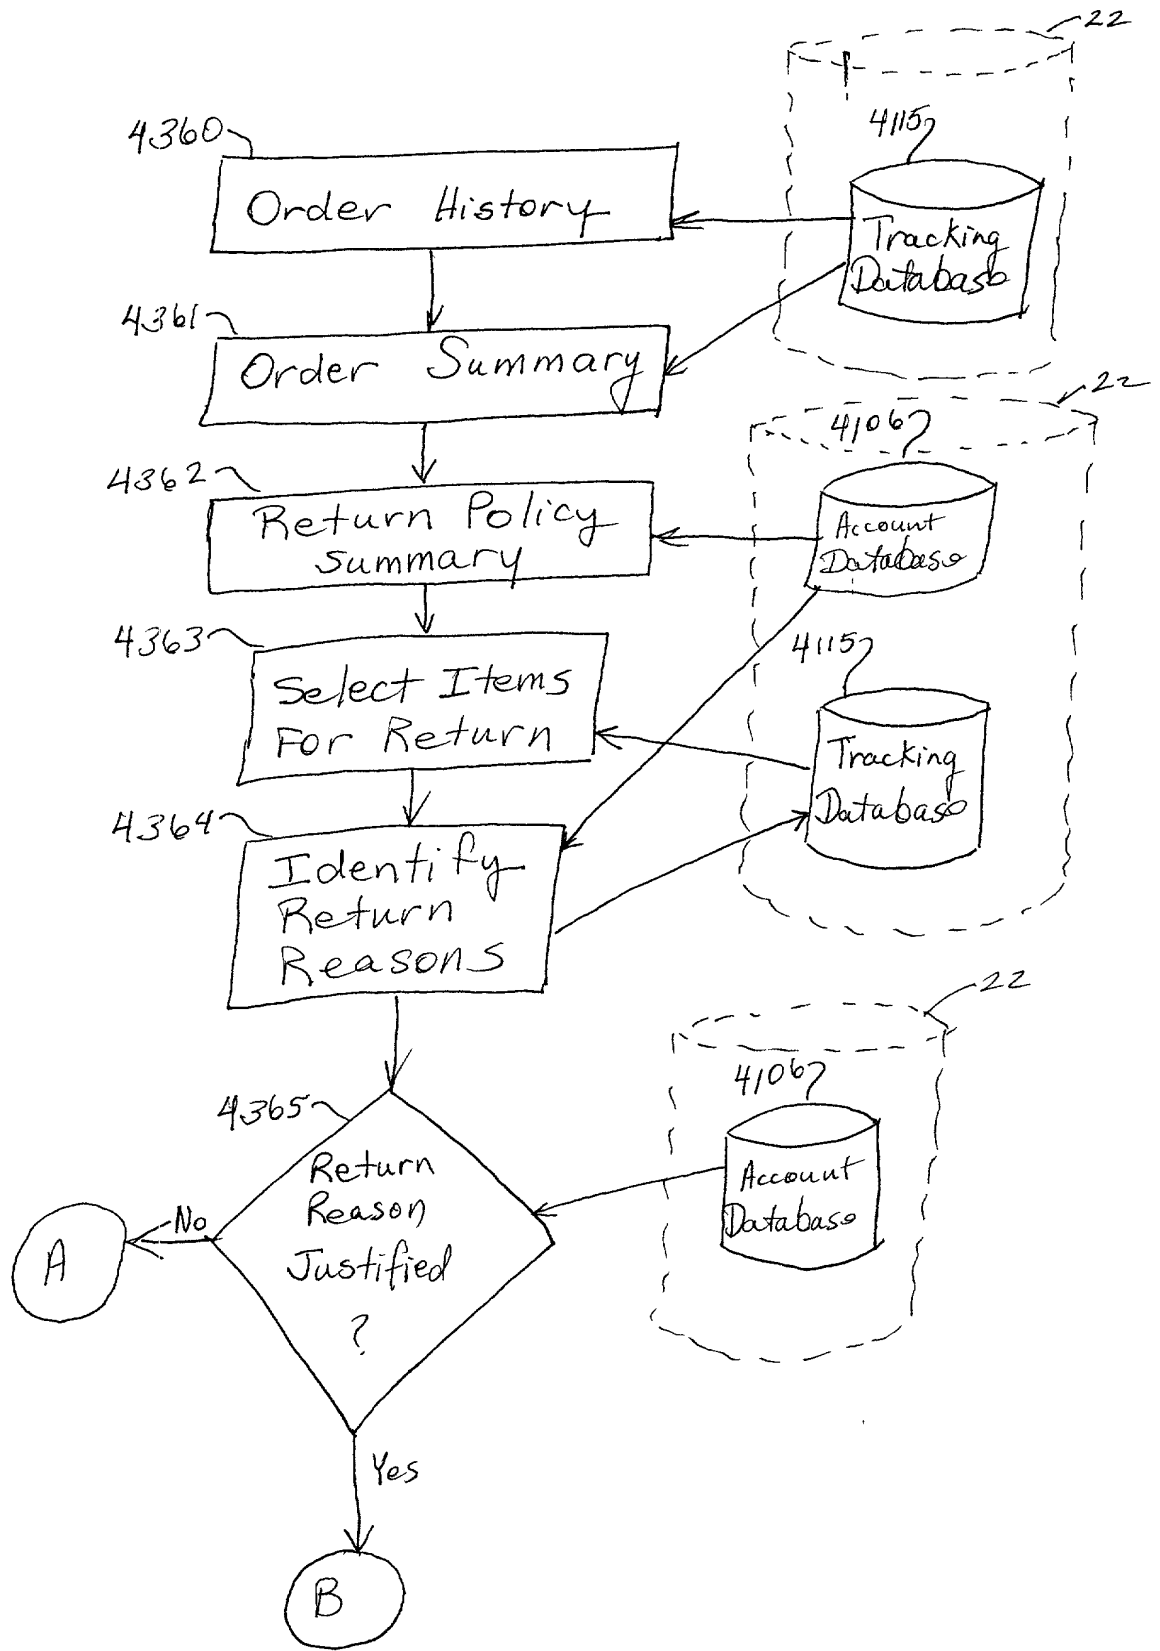 22
4360
4115
Order History
Tracking
Database
4361
Order Summary
22
4106
4362
Return Policy
Summary
Account
Database
4363
4115
Select Items
For Return
Tracking
Database
4364
Identify
Return
Reasons
22
4106
4365
Return
Reason
Justified
?
Account
Database
No
A
Yes
B